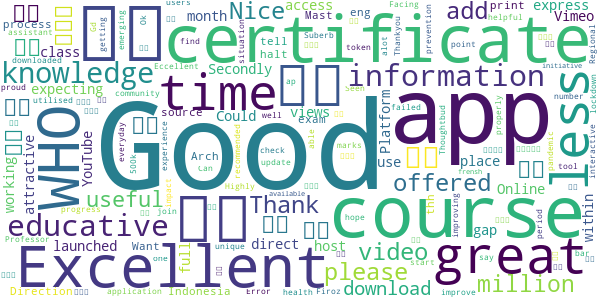 process
eng month
Nice
access
Mast
print
express
Vimeo
users
Facing
Gd
getting
emerging
Ok
assistant
helpful
class
add
certificate
situation
tell
halt
Suberb
token
Thankyou
alot
prevention
Regional
initiative
downloaded
find
point
knowledge
Eccellent
Secondly
information
proud
expecting
time
ap
Seen
number
lockdown
utilised
community
views
Could
well
exam
failed
Platform
app
less
WHO
YouTube
source
experience
able
marks
Thoughtbud
properly
interactive
everyday
500k
Good
check
update
recommended
use
place
pandemic
tool
working
attractive
Arch
Lan
Highly
offered
Online
Within
useful
Thank
course
frensh
thh
improving
educative
impact
join
available
hope
gap
period
progress
unique
host
video
great
say
bar
Professor
launched
Want
direct
start
Excellent
full
please
one
download
million
Direction
application
Indonesia
Error
health
Firoz
improve